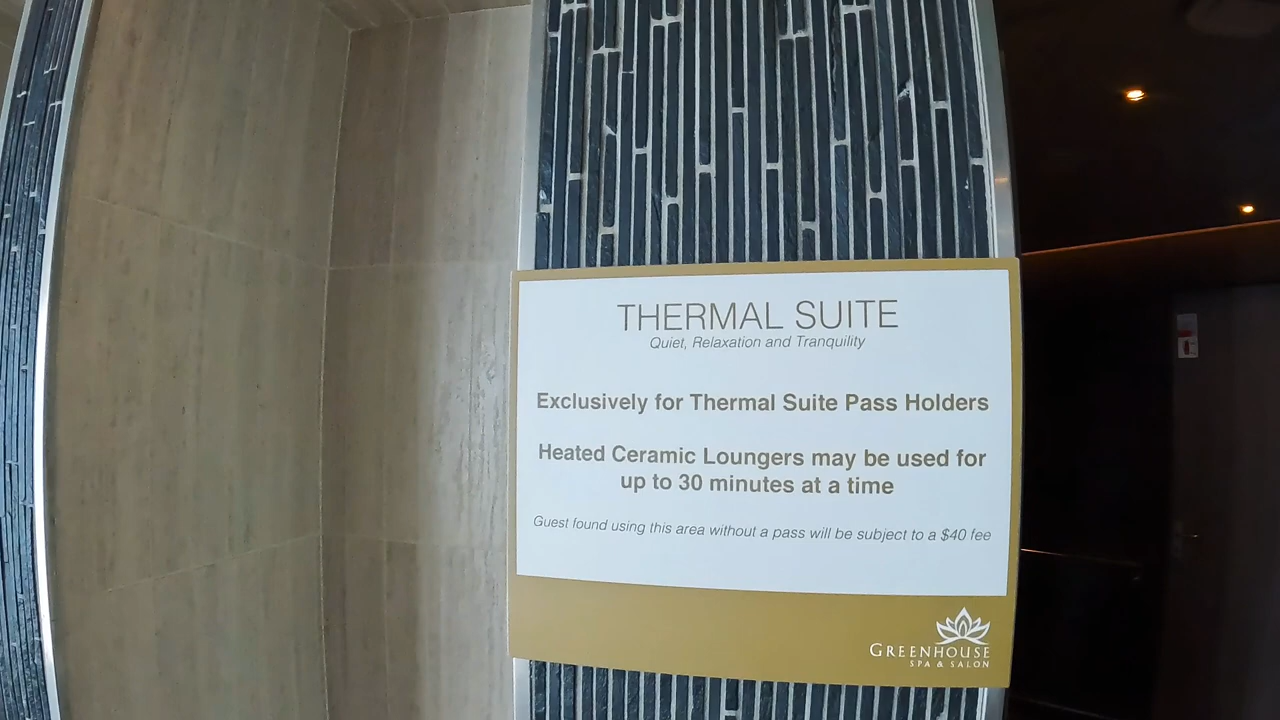 THERMAL SUITE
Quiet, Relaxation and Tranquility
Exclusively for Thermal Suite Pass Holders
Heated Ceramic Loungers may be used for
up to 30 minutes at a time
Guest found using this area without a pass will be subject to a $40 fee
GREENHOUSE
SPA & SALON